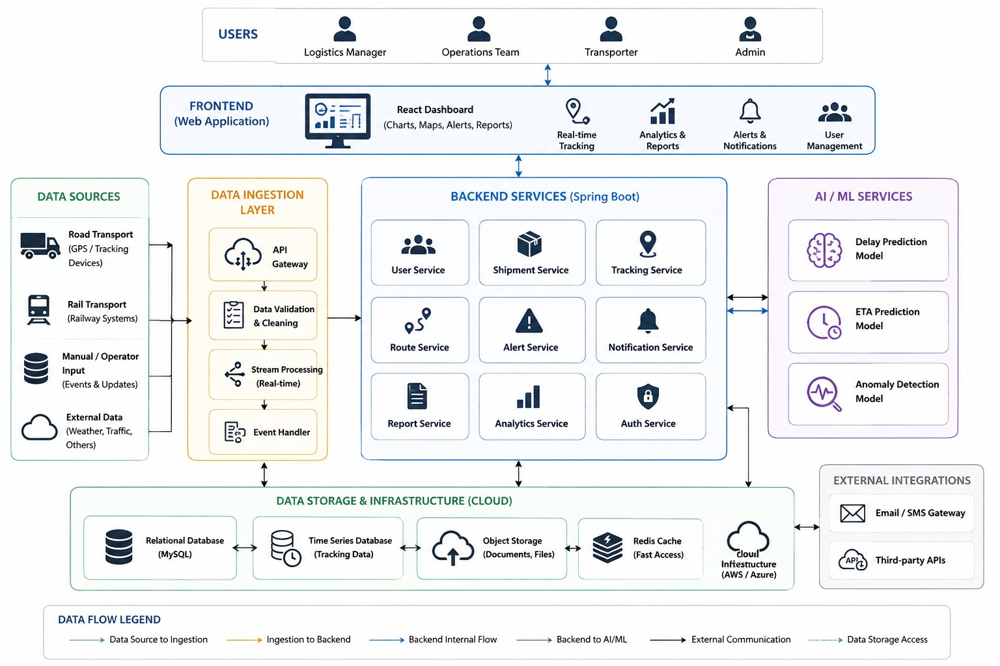 USERS
Logistics Manager
Operations Team
Transporter
Admin
FRONTEND
(Web Application)
React Dashboard
(Charts, Maps, Alerts, Reports)
Real-time
Tracking
Analytics &
Reports
Alerts &
Notifications
User
Management
DATA SOURCES
Road Transport
(GPS / Tracking
Devices)
Rail Transport
(Railway Systems)
Manual / Operator
Input
(Events & Updates)
External Data
(Weather, Traffic,
Others)
DATA INGESTION
LAYER
API
Gateway
Data Validation
& Cleaning
Stream Processing
(Real-time)
Event Handler
BACKEND SERVICES (Spring Boot)
User Service
Shipment Service
Tracking Service
Route Service
Alert Service
Notification Service
Report Service
Analytics Service
Auth Service
AI / ML SERVICES
Delay Prediction
Model
ETA Prediction
Model
Anomaly Detection
Model
DATA STORAGE & INFRASTRUCTURE (CLOUD)
Relational Database
(MySQL)
Time Series Database
(Tracking Data)
Object Storage
(Documents, Files)
Redis Cache
(Fast Access)
Cloud
Infrestructure
(AWS / Azure)
EXTERNAL INTEGRATIONS
Email / SMS Gateway
API
Third-party APIs
DATA FLOW LEGEND
Data Source to Ingestion
Ingestion to Backend
Backend Internal Flow
Backend to AI/ML
External Communication
Data Storage Access